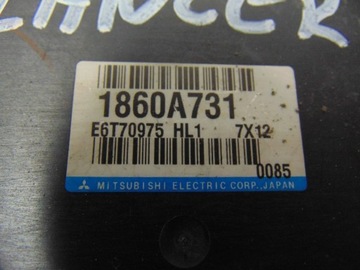 LANCER
1860A731
E6T70975 HL1 7X12
0085
MITSUBISHI ELECTRIC CORP., JAPAN